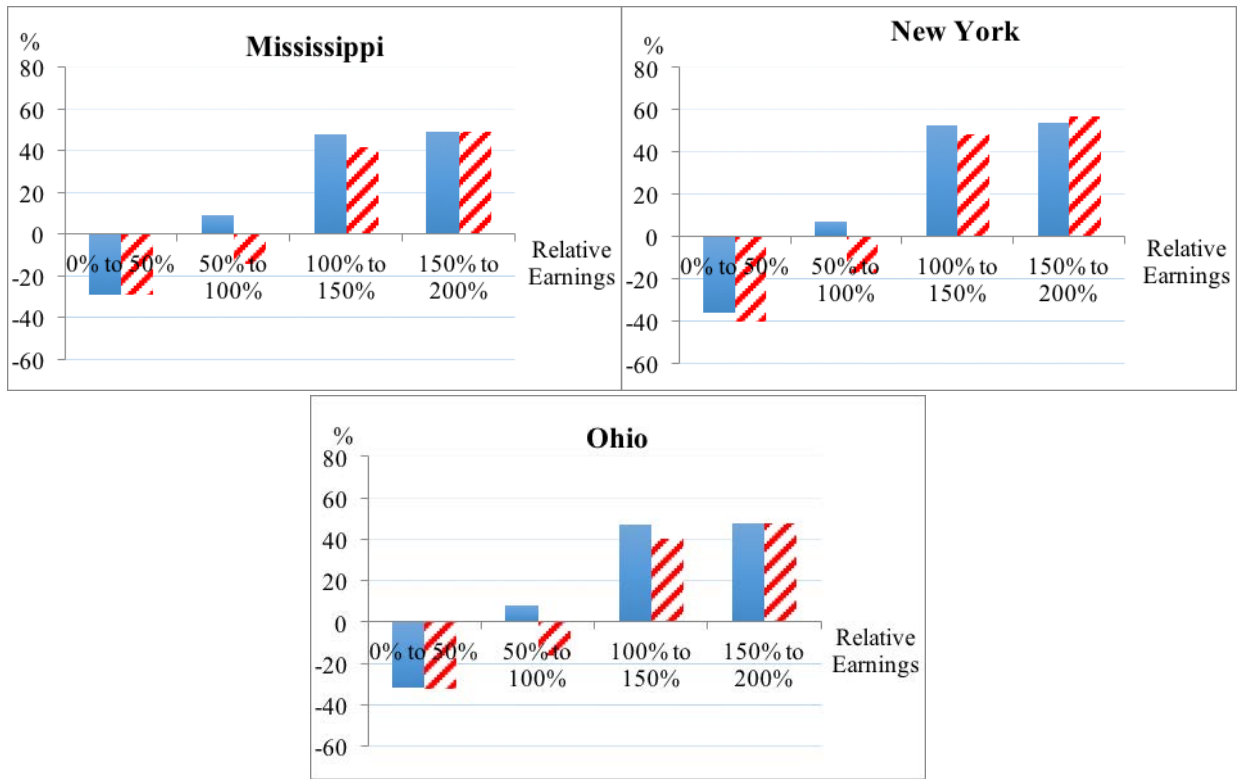 Mississippi
%
80
60
40
20
0
-20
-40
-60
0% to 50%
50% to
100%
100% to
150%
150% to
200%
Relative
Earnings
New York
%
80
60
40
20
0
-20
-40
-60
0% to 50%
50% to
100%
100% to
150%
150% to
200%
Relative
Earnings
Ohio
%
80
60
40
20
0
-20
-40
-60
0% to 50%
50% to
100%
100% to
150%
150% to
200%
Relative
Earnings